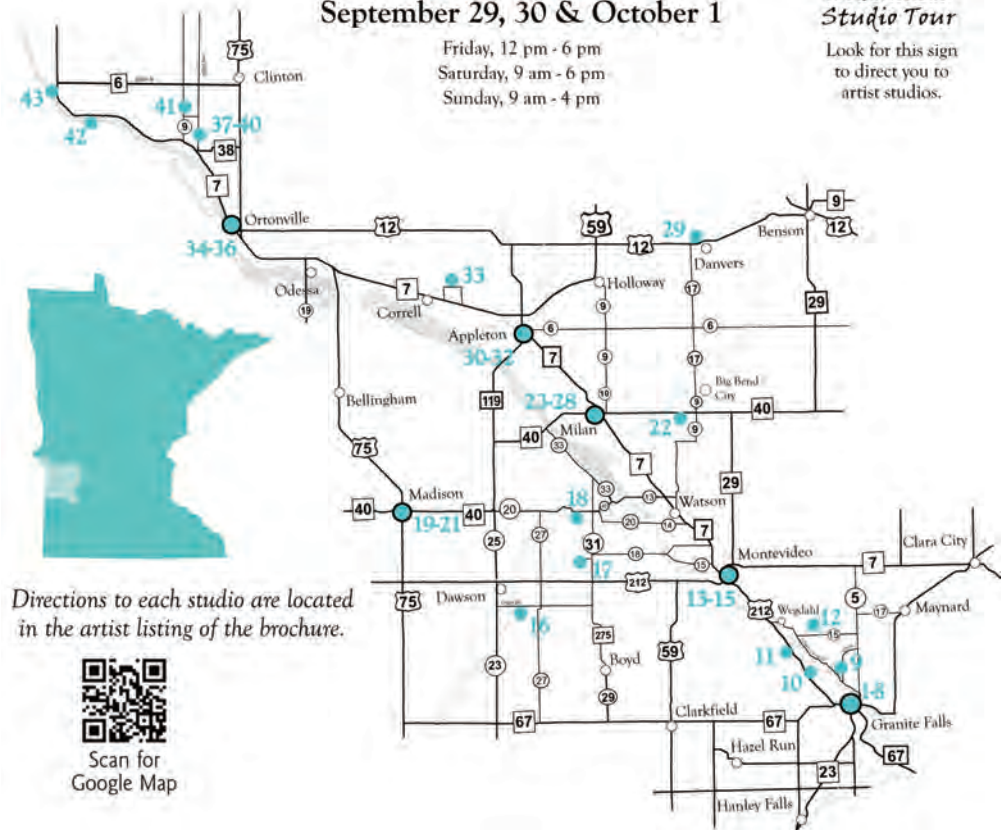 September 29, 30 & October 1
Friday, 12 pm - 6 pm
Saturday, 9 am - 6 pm
Sunday, 9 am - 4 pm
Studio Tour
Look for this sign
to direct you to
artist studios.
75
6
Clinton
43
41
9
37-40
42
38
7
Ortonville
34-36
12
59
12
29
Danvers
Benson
9
12
29
Odessa
19
7
33
Correll
Holloway
9
17
Appleton
30-32
6
6
7
9
17
Bellingham
119
10
Big Bend
City
9
23-28
Milan
22
9
40
40
33
75
7
29
40
Madison
19-21
40
20
18
33
13
Watson
20
14
7
25
27
31
18
15
17
Montevideo
13-15
7
Clara City
75
Dawson
212
212
Wegdahl
12
5
17
Maynard
16
15
275
59
11
9
Boyd
23
27
29
10
1-8
67
Clarkfield
67
Granite Falls
67
Hazel Run
23
Hanley Falls
Directions to each studio are located
in the artist listing of the brochure.
Scan for
Google Map